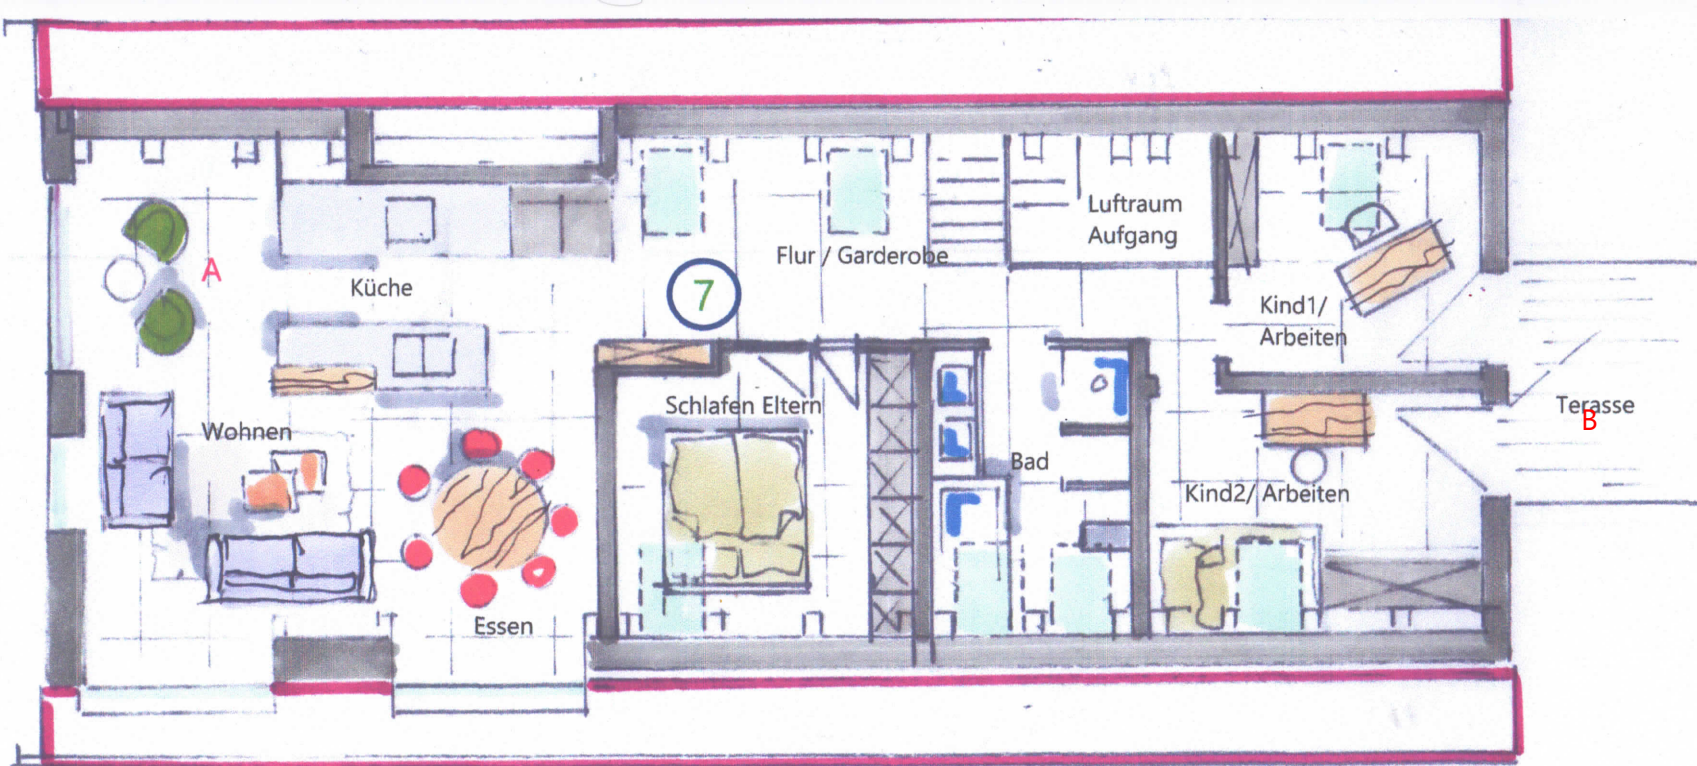 Luftraum
Aufgang
Flur / Garderobe
A
Küche
7
Kind1/
Arbeiten
Schlafen Eltern
Terasse
B
Wohnen
Bad
Kind2/ Arbeiten
Essen